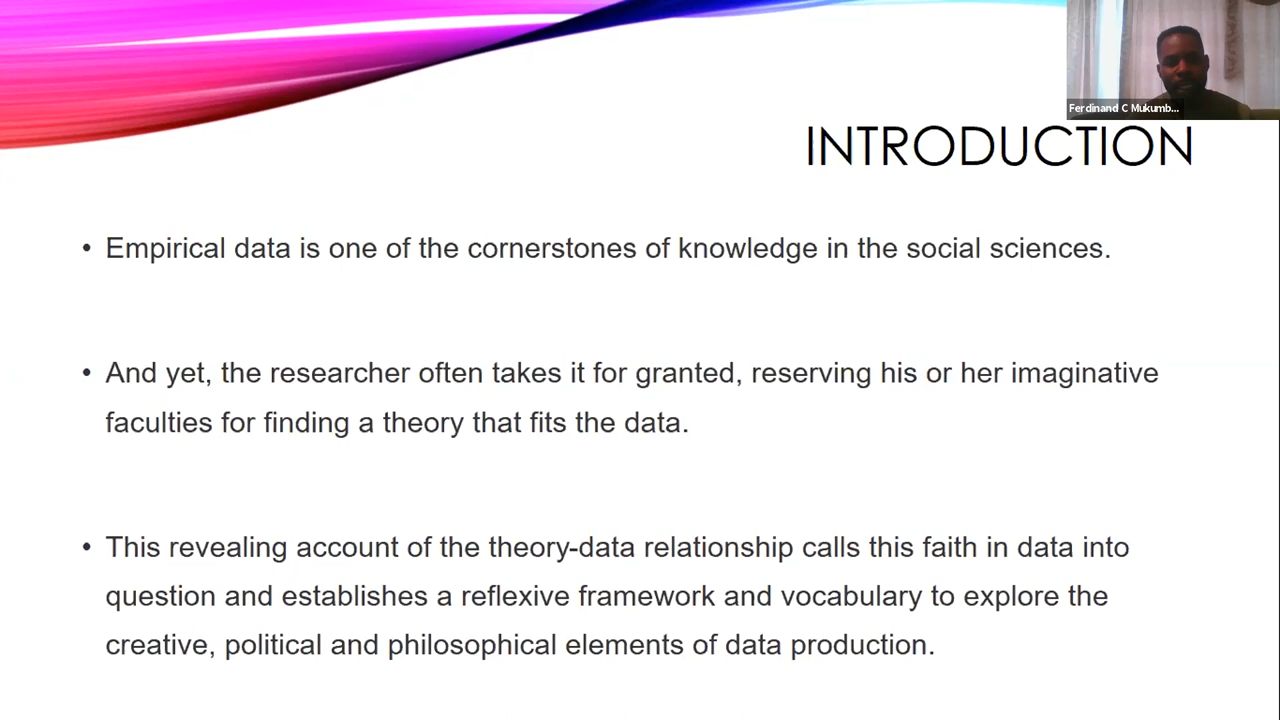 Ferdinand C Mukumb...
INTRODUCTION
• Empirical data is one of the cornerstones of knowledge in the social sciences.
• And yet, the researcher often takes it for granted, reserving his or her imaginative
faculties for finding a theory that fits the data.
• This revealing account of the theory-data relationship calls this faith in data into
question and establishes a reflexive framework and vocabulary to explore the
creative, political and philosophical elements of data production.